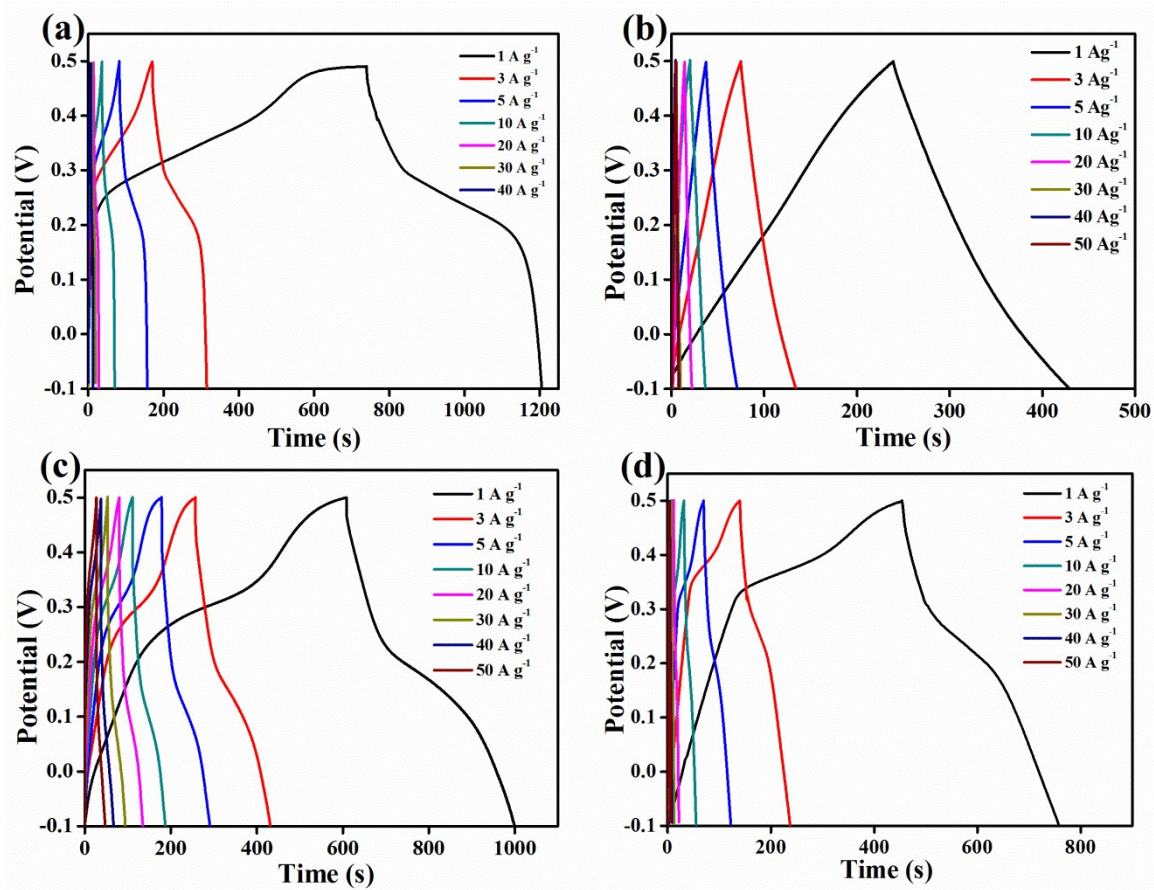 (a)
1 A g⁻¹
3 A g⁻¹
5 A g⁻¹
10 A g⁻¹
20 A g⁻¹
30 A g⁻¹
40 A g⁻¹
0.5
0.4
0.3
0.2
0.1
0.0
-0.1
Potential (V)
0 200 400 600 800 1000 1200
Time (s)
(b)
1 Ag⁻¹
3 Ag⁻¹
5 Ag⁻¹
10 Ag⁻¹
20 Ag⁻¹
30 Ag⁻¹
40 Ag⁻¹
50 Ag⁻¹
0.5
0.4
0.3
0.2
0.1
0.0
-0.1
Potential (V)
0 100 200 300 400 500
Time (s)
(c)
1 A g⁻¹
3 A g⁻¹
5 A g⁻¹
10 A g⁻¹
20 A g⁻¹
30 A g⁻¹
40 A g⁻¹
50 A g⁻¹
0.5
0.4
0.3
0.2
0.1
0.0
-0.1
Potential (V)
0 200 400 600 800 1000
Time (s)
(d)
1 A g⁻¹
3 A g⁻¹
5 A g⁻¹
10 A g⁻¹
20 A g⁻¹
30 A g⁻¹
40 A g⁻¹
50 A g⁻¹
0.5
0.4
0.3
0.2
0.1
0.0
-0.1
Potential (V)
0 200 400 600 800
Time (s)